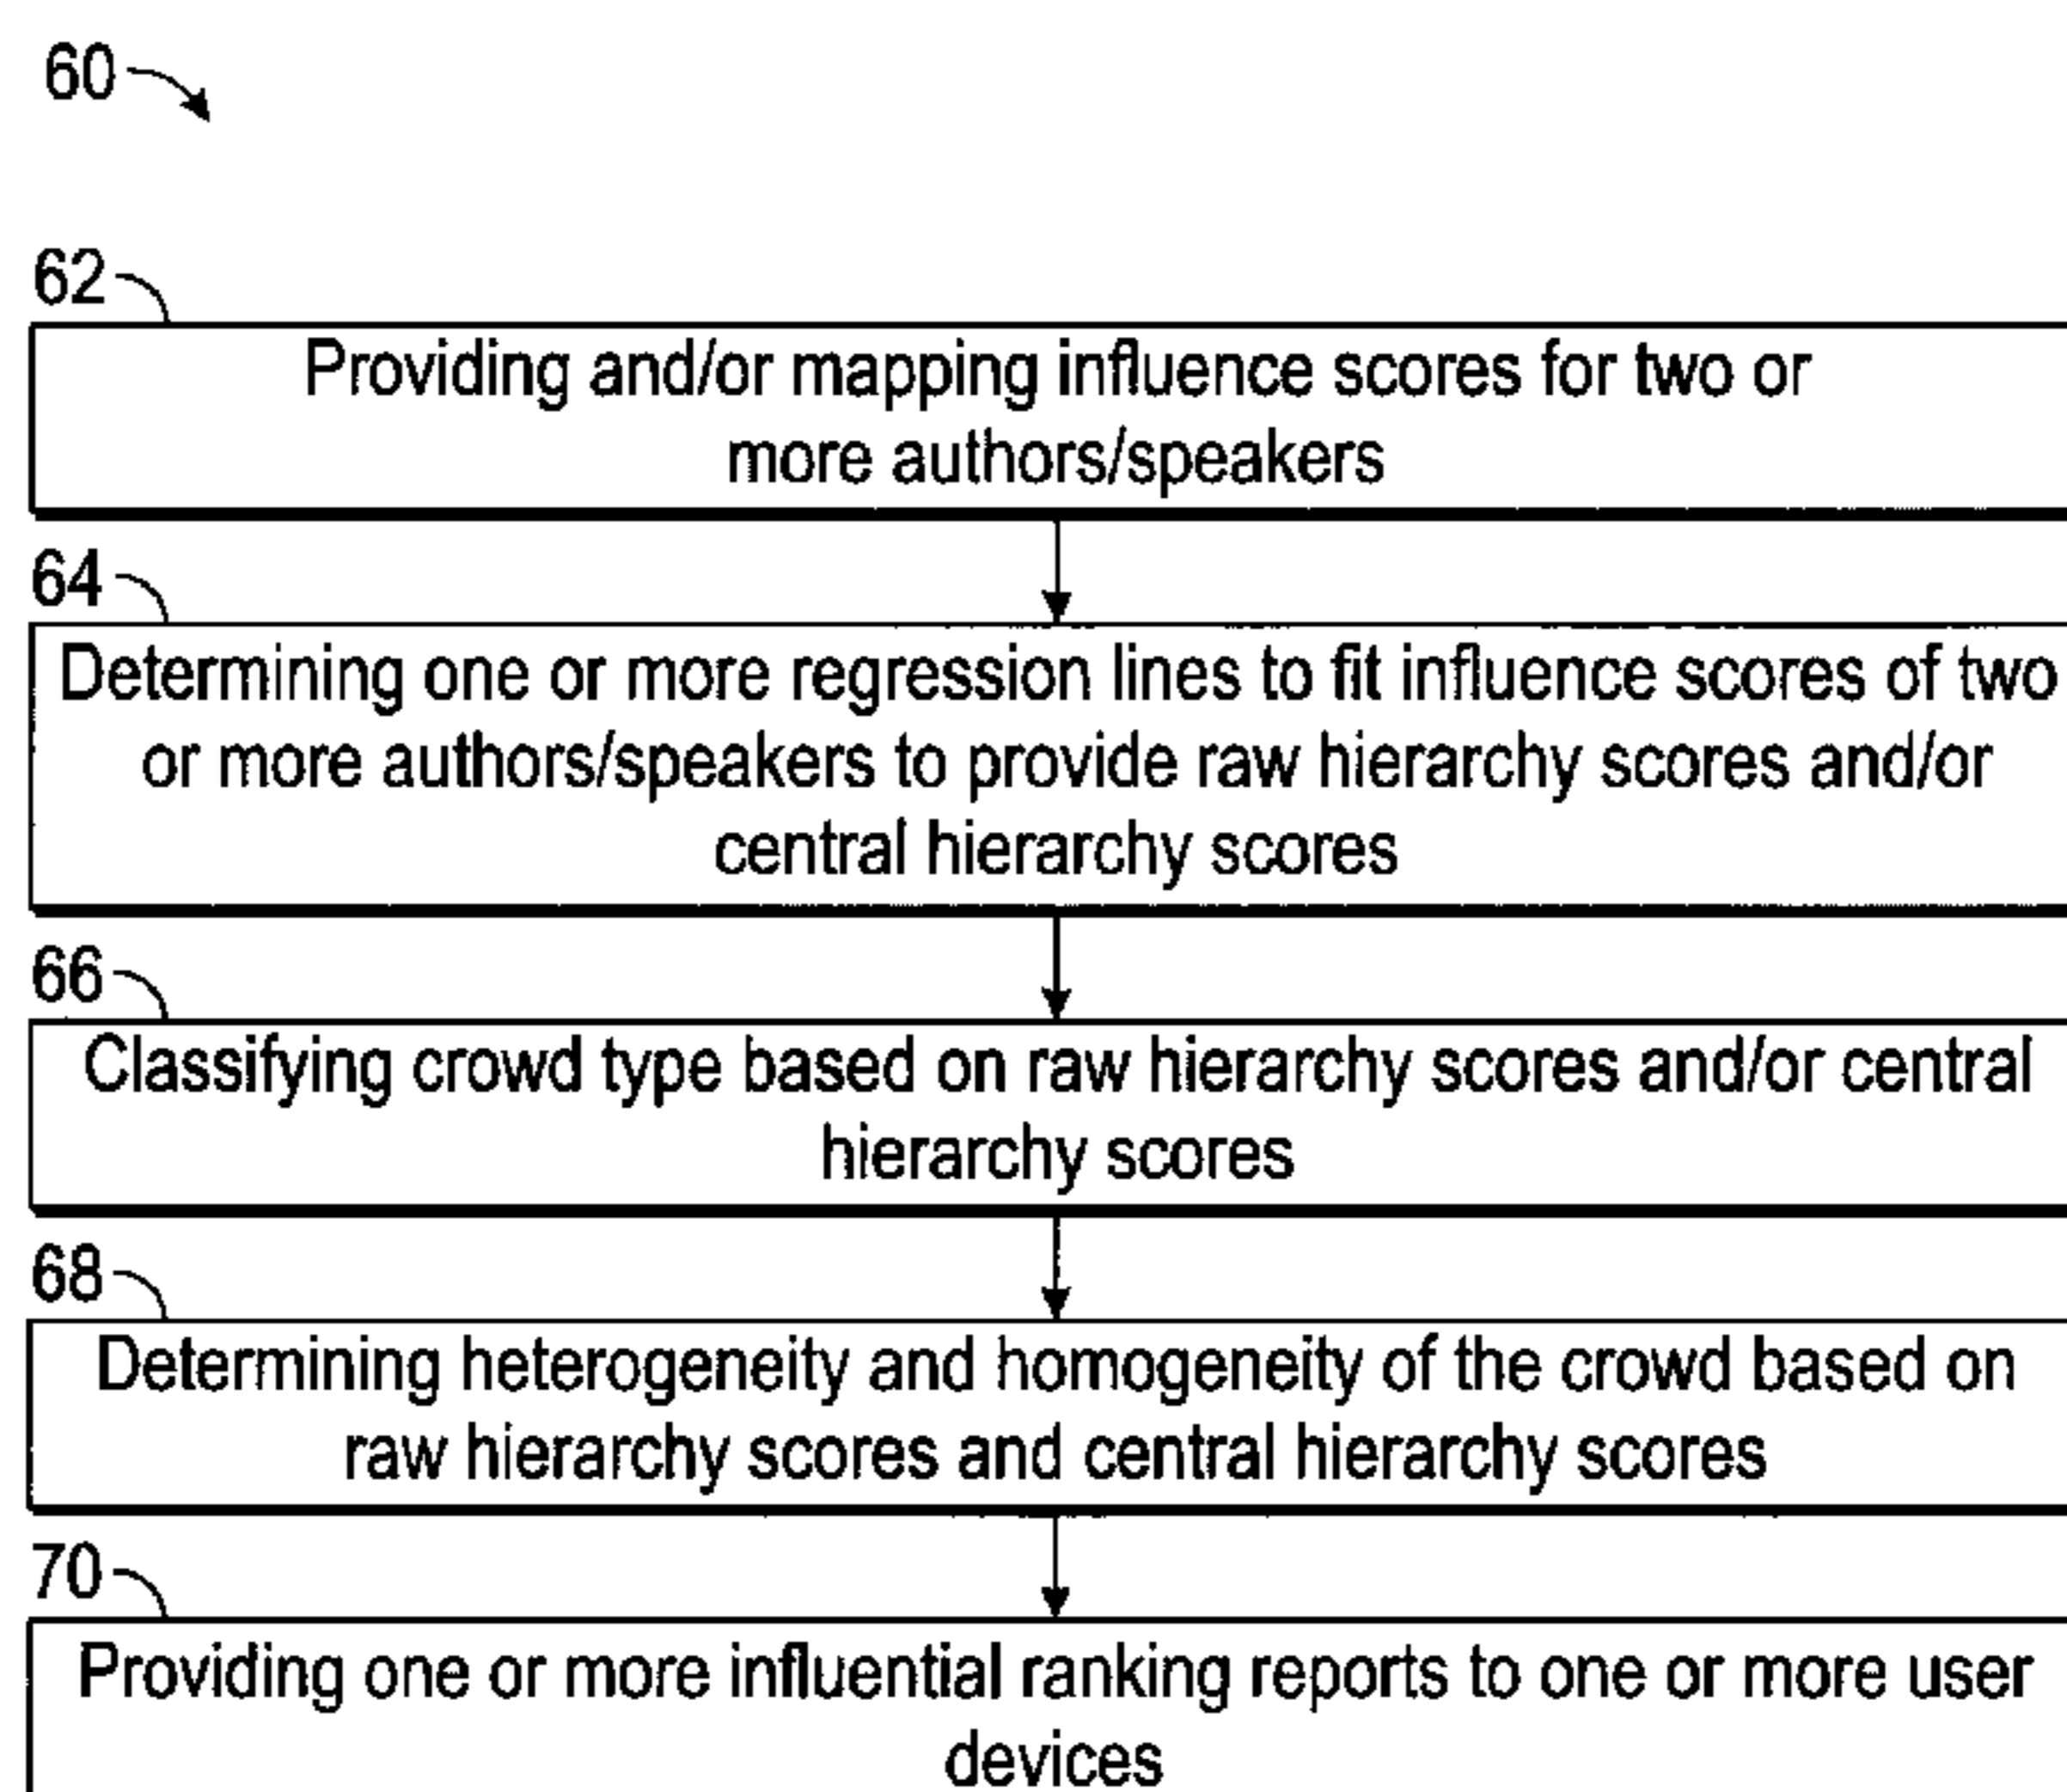 60
62
Providing and/or mapping influence scores for two or
more authors/speakers
64
Determining one or more regression lines to fit influence scores of two
or more authors/speakers to provide raw hierarchy scores and/or
central hierarchy scores
66
Classifying crowd type based on raw hierarchy scores and/or central
hierarchy scores
68
Determining heterogeneity and homogeneity of the crowd based on
raw hierarchy scores and central hierarchy scores
70
Providing one or more influential ranking reports to one or more user
devices